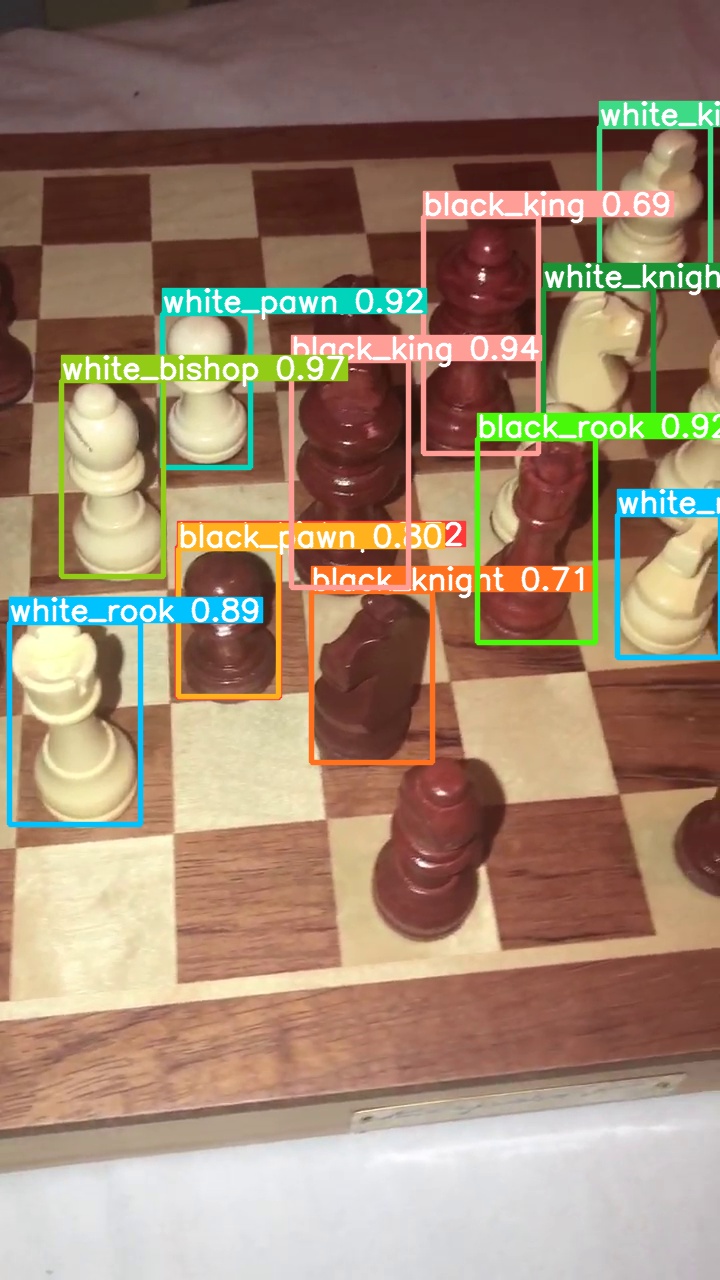 white_ki
black_king 0.69
white_knigh
white_pawn 0.92
black_king 0.94
white_bishop 0.97
black_rook 0.92
white_r
black_pawn 0.80
2
black_knight 0.71
white_rook 0.89